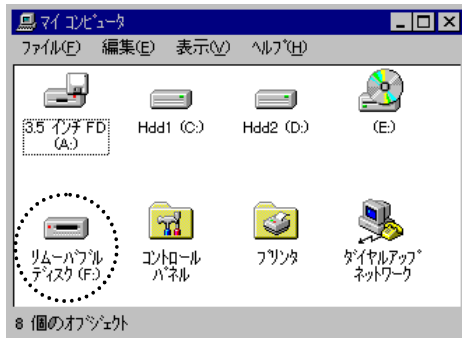 マイ コンピュータ
ファイル(F) 編集(E) 表示(V) ヘルプ(H)
3.5 インチ FD (A:)
Hdd1 (C:)
Hdd2 (D:)
(E:)
リムーバブル
ディスク (F:)
コントロール
パネル
プリンタ
ダイヤルアップ
ネットワーク
8 個のオブジェクト